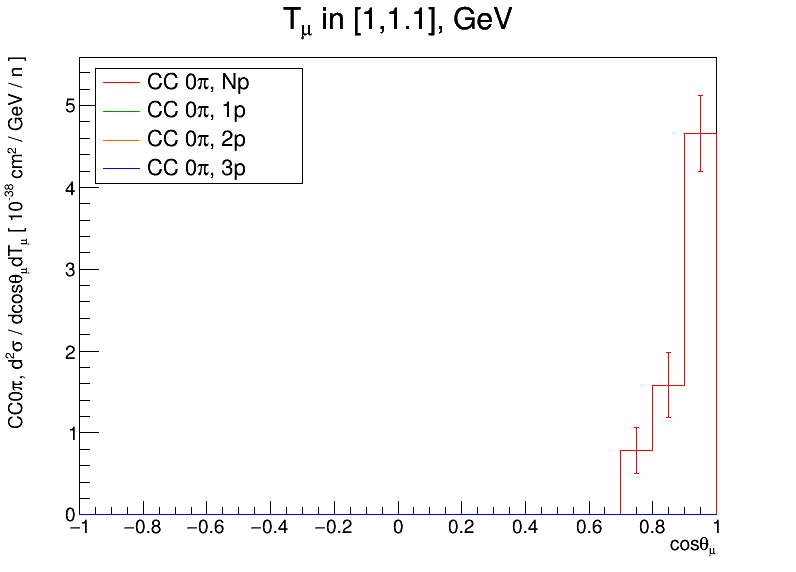 T_μ in [1,1.1], GeV
CC0π, d²σ / dcosθ_μdT_μ [ 10⁻³⁸ cm² / GeV / n ]
CC 0π, Np
CC 0π, 1p
CC 0π, 2p
CC 0π, 3p
5
4
3
2
1
0
−1 −0.8 −0.6 −0.4 −0.2 0 0.2 0.4 0.6 0.8 1
cosθ_μ